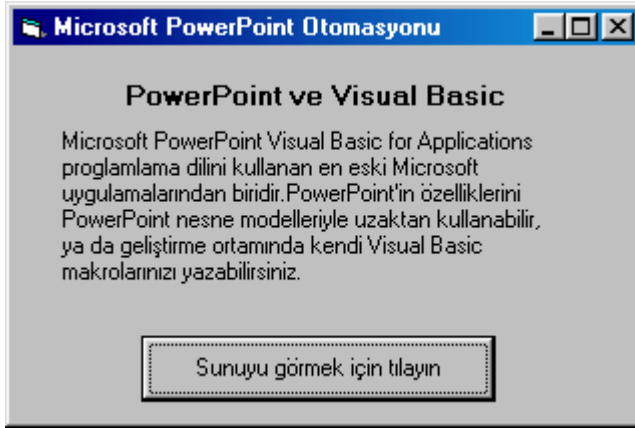 Microsoft PowerPoint Otomasyonu
PowerPoint ve Visual Basic
Microsoft PowerPoint Visual Basic for Applications
proglamlama dilini kullanan en eski Microsoft
uygulamalarından biridir.PowerPoint'in özelliklerini
PowerPoint nesne modelleriyle uzaktan kullanabilir,
ya da geliştirme ortamında kendi Visual Basic
makrolarınızı yazabilirsiniz.
Sunuyu görmek için tılayın